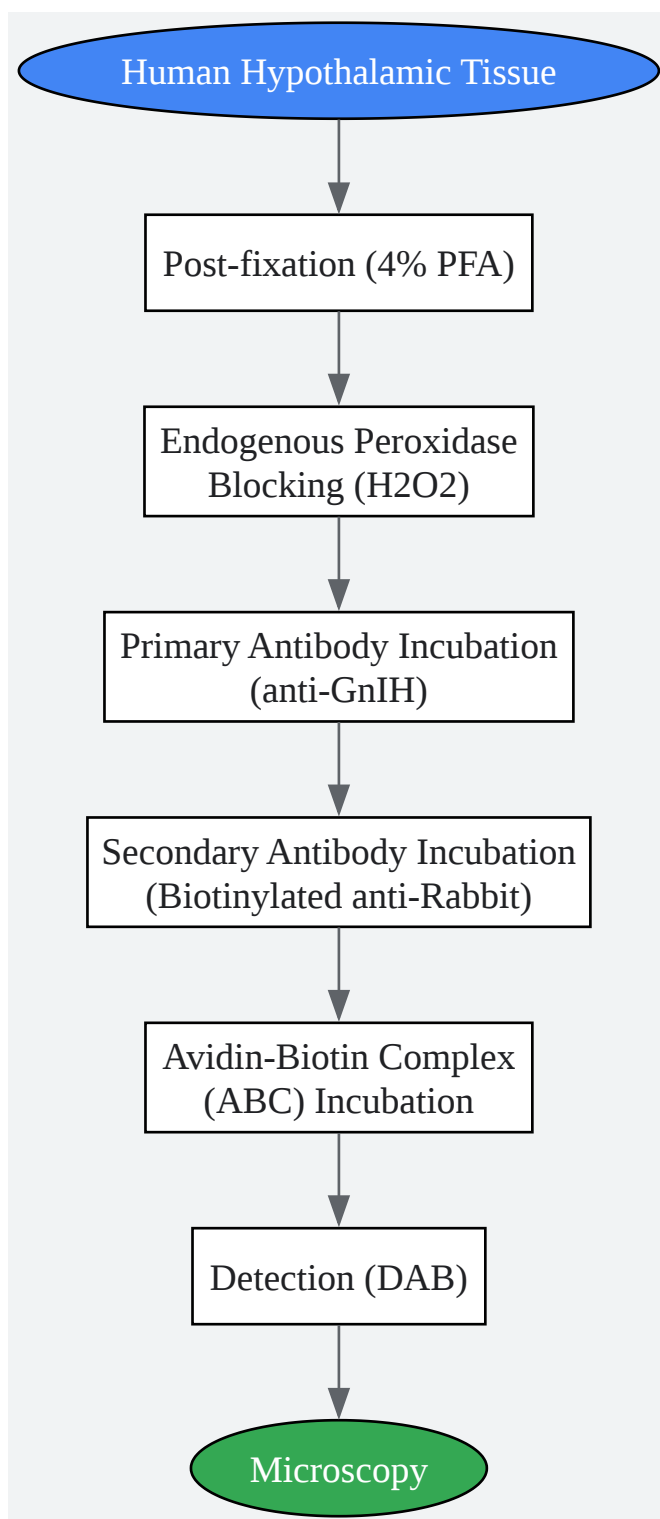 Human Hypothalamic Tissue
Post-fixation (4% PFA)
Endogenous Peroxidase
Blocking (H2O2)
Primary Antibody Incubation
(anti-GnIH)
Secondary Antibody Incubation
(Biotinylated anti-Rabbit)
Avidin-Biotin Complex
(ABC) Incubation
Detection (DAB)
Microscopy